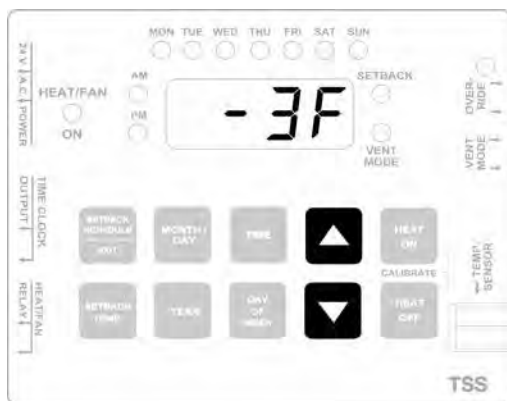 MON TUE WED THU FRI SAT SUN
24 V A.C. POWER
HEAT/FAN
ON
AM
PM
-3F
SETBACK
VENT
MODE
OVER-
RIDE
VENT
MODE
TIME CLOCK
OUTPUT
HEAT/FAN
RELAY
SETBACK
SCHEDULE
MONTH/
DAY
TIME
HEAT
ON
CALIBRATE
SETBACK
TEMP
DAY
OF
WEEK
HEAT
OFF
TEMP.
SENSOR
TSS